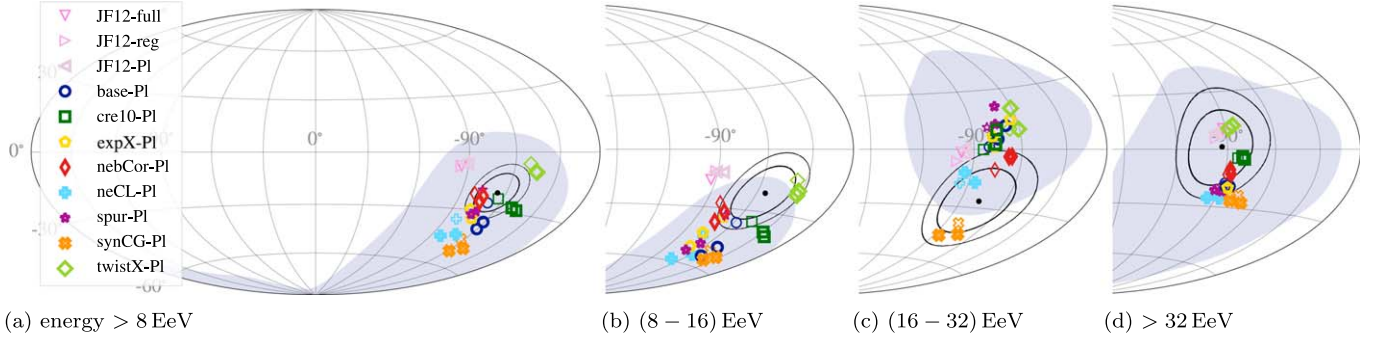 JF12-full
JF12-reg
JF12-Pl
base-Pl
cre10-Pl
expX-Pl
nebCor-Pl
neCL-Pl
spur-Pl
synCG-Pl
twistX-Pl
30°
0°
-30°
-60°
0°
-90°
-90°
-90°
-90°
(a) energy > 8 EeV
(b) (8 − 16) EeV
(c) (16 − 32) EeV
(d) > 32 EeV